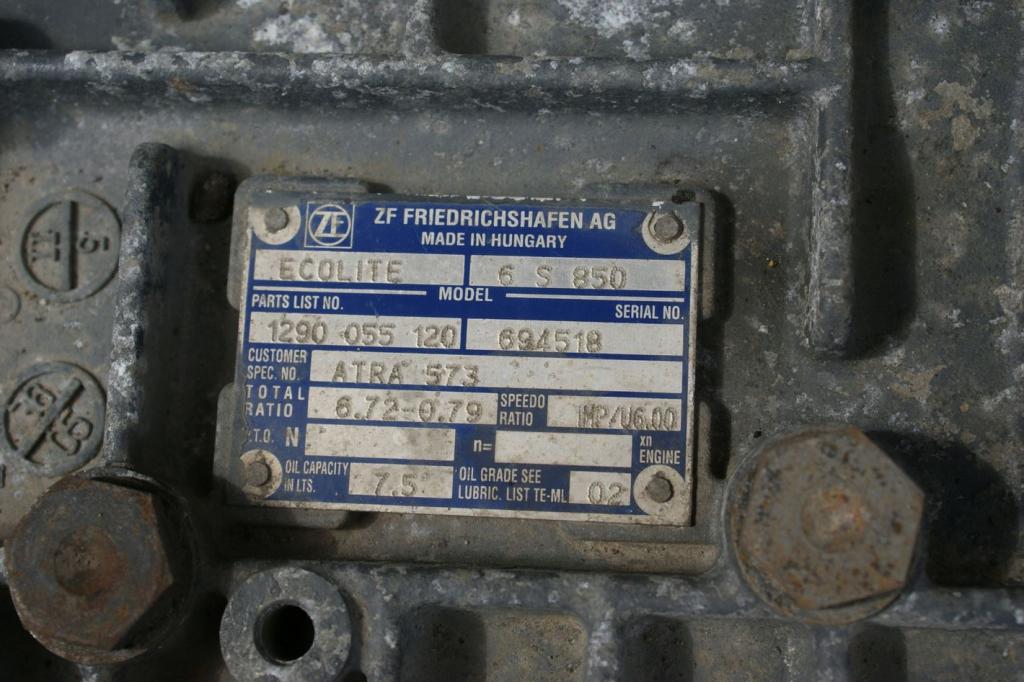 ZF ZF FRIEDRICHSHAFEN AG
MADE IN HUNGARY
ECOLITE 6 S 850
MODEL
PARTS LIST NO. SERIAL NO.
1290 055 120 694518
CUSTOMER
SPEC. NO. ATRA 573
TOTAL
RATIO 6.72-0.79 SPEEDO
RATIO IMP/U6.00
.T.O. N n= xn
ENGINE
OIL CAPACITY
IN LTS. 7.5 OIL GRADE SEE
LUBRIC. LIST TE-ML 02